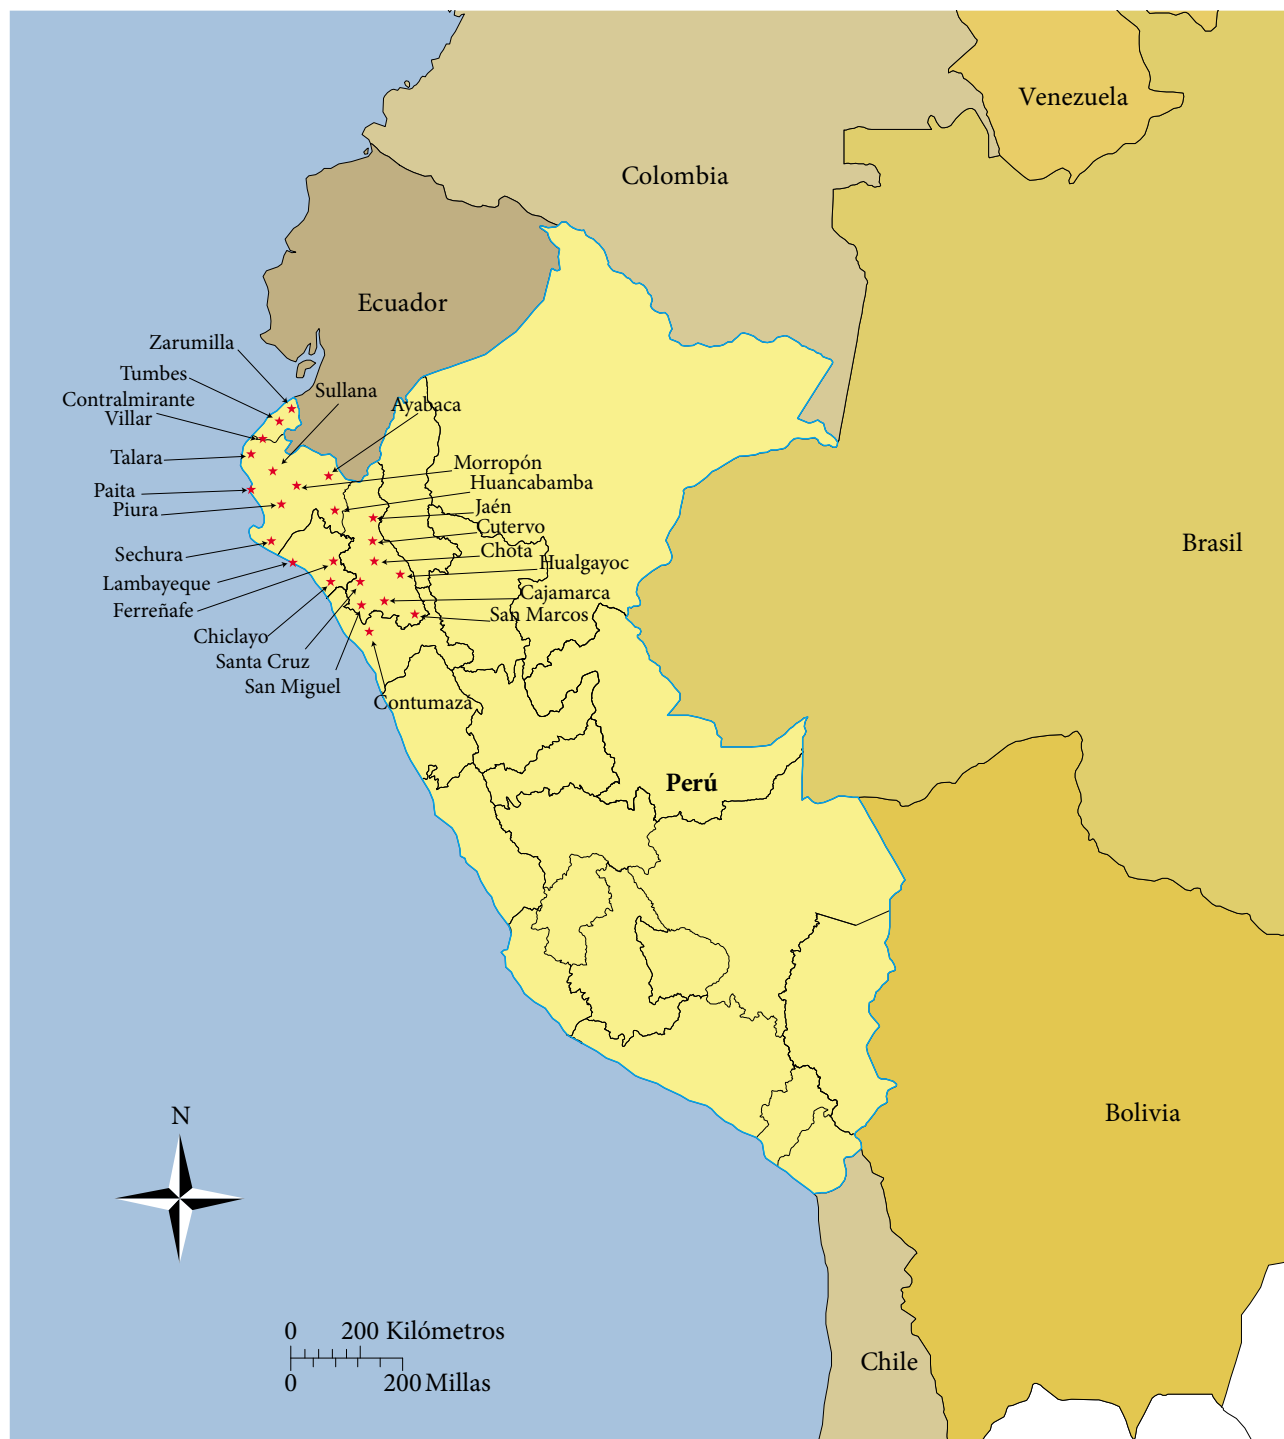 Venezuela
Colombia
Ecuador
Zarumilla
Tumbes
Sullana
Contralmirante
Villar
Ayabaca
Talara
Morropón
Huancabamba
Paita
Piura
Jaén
Cutervo
Brasil
Sechura
Chota
Hualgayoc
Lambayeque
Cajamarca
Ferreñafe
San Marcos
Chiclayo
Santa Cruz
San Miguel
Contumazá
Perú
Bolivia
N
0 200 Kilómetros
0 200 Millas
Chile